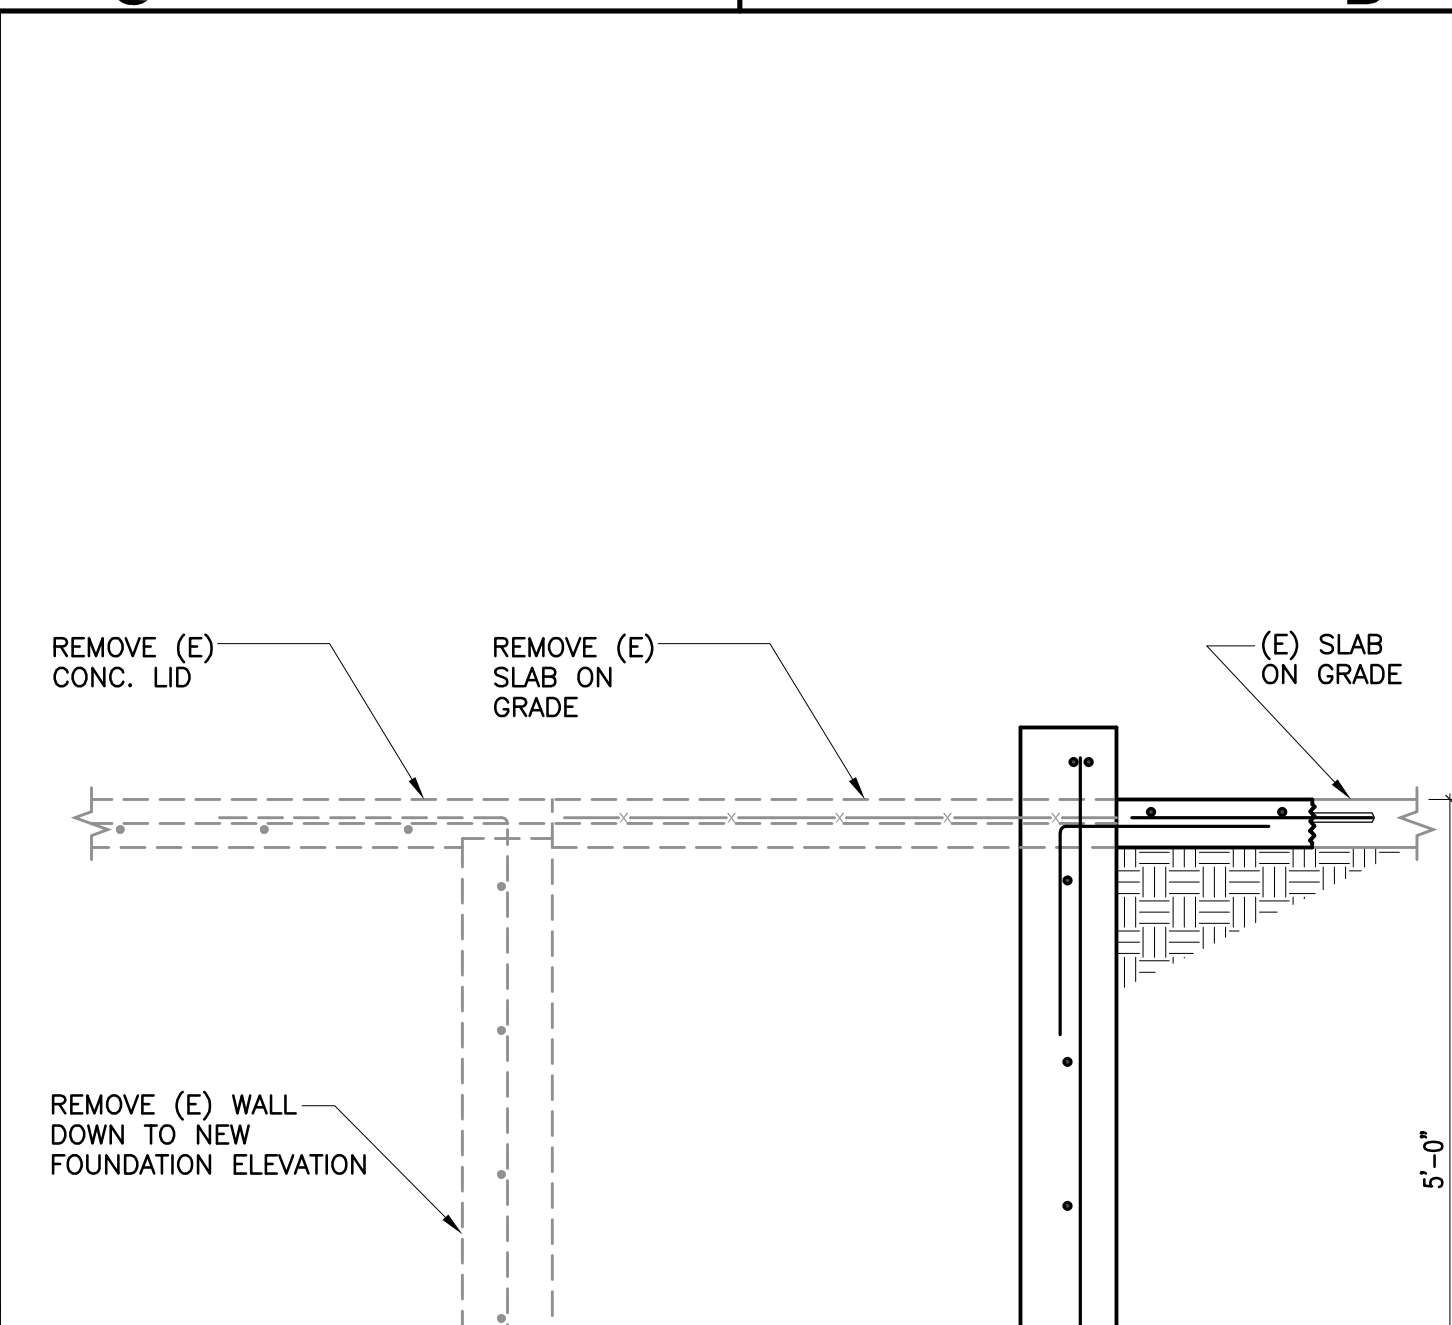 REMOVE (E)
CONC. LID
REMOVE (E)
SLAB ON
GRADE
(E) SLAB
ON GRADE
REMOVE (E) WALL
DOWN TO NEW
FOUNDATION ELEVATION
5'-0"